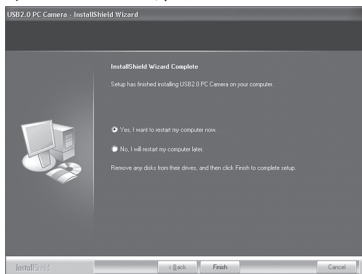 USB2.0 PC Camera - InstallShield Wizard
InstallShield Wizard Complete
Setup has finished installing USB2.0 PC Camera on your computer.
Yes, I want to restart my computer now.
No, I will restart my computer later.
Remove any disks from their drives, and then click Finish to complete setup.
InstallShield
< Back
Finish
Cancel